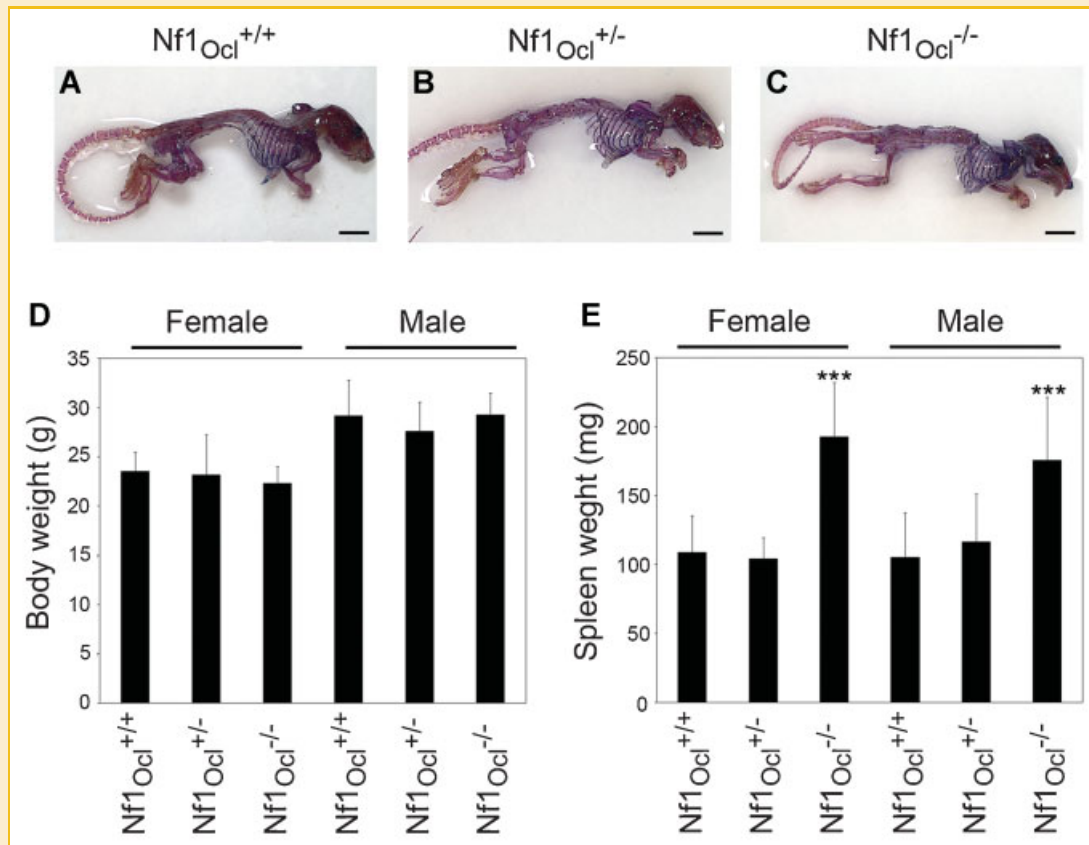 Nf1Ocl+/+
Nf1Ocl+/-
Nf1Ocl-/-
A
B
C
D
Female
Male
Body weight (g)
35
30
25
20
15
10
5
0
Nf1Ocl+/+
Nf1Ocl+/-
Nf1Ocl-/-
Nf1Ocl+/+
Nf1Ocl+/-
Nf1Ocl-/-
E
Female
Male
Spleen weght (mg)
250
200
150
100
50
0
***
***
Nf1Ocl+/+
Nf1Ocl+/-
Nf1Ocl-/-
Nf1Ocl+/+
Nf1Ocl+/-
Nf1Ocl-/-